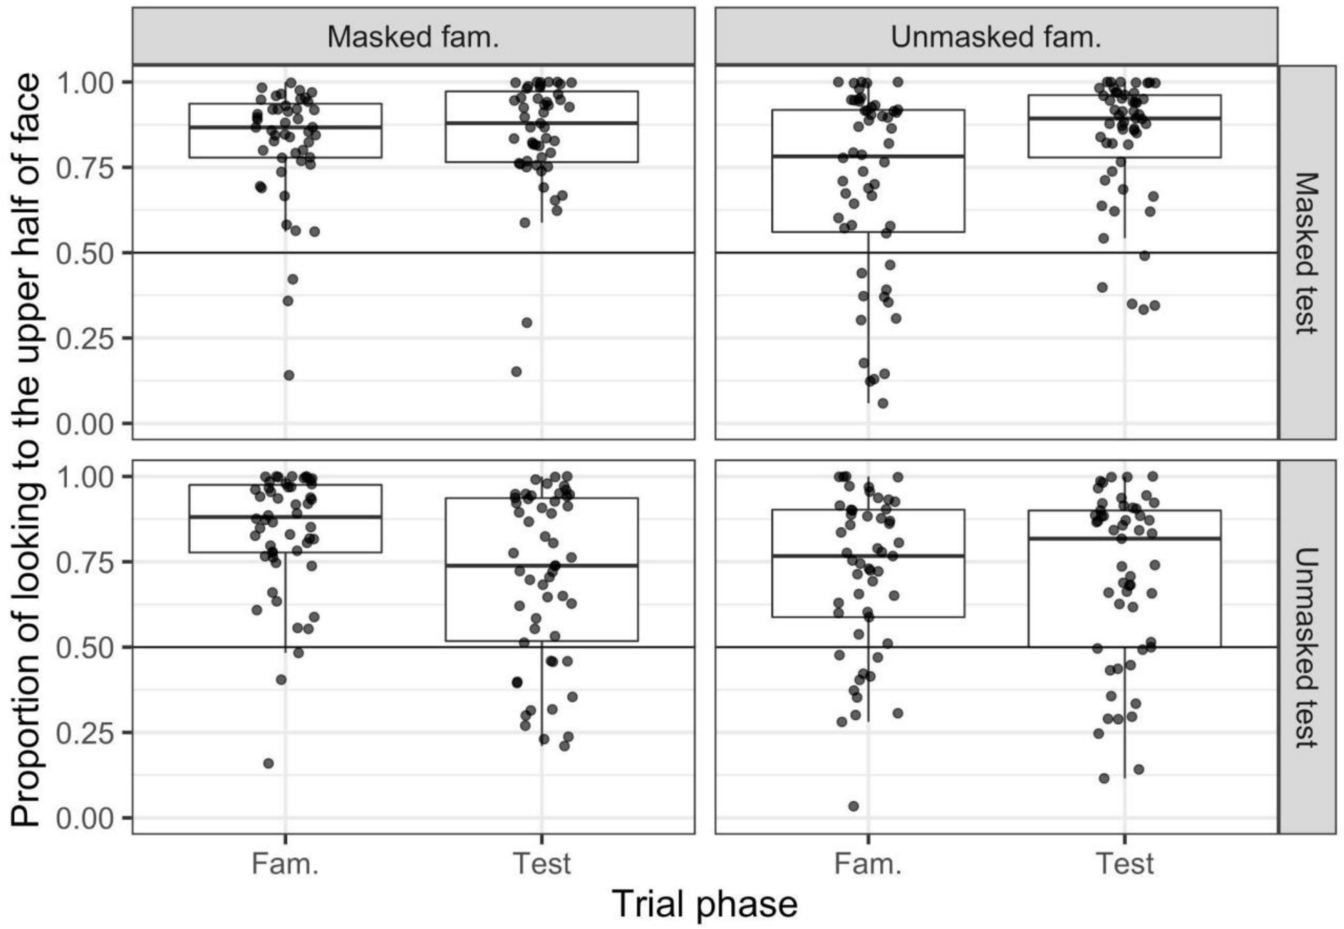 Masked fam.
Unmasked fam.
Proportion of looking to the upper half of face
1.00
0.75
0.50
0.25
0.00
Masked test
1.00
0.75
0.50
0.25
0.00
Unmasked test
Fam.
Test
Fam.
Test
Trial phase